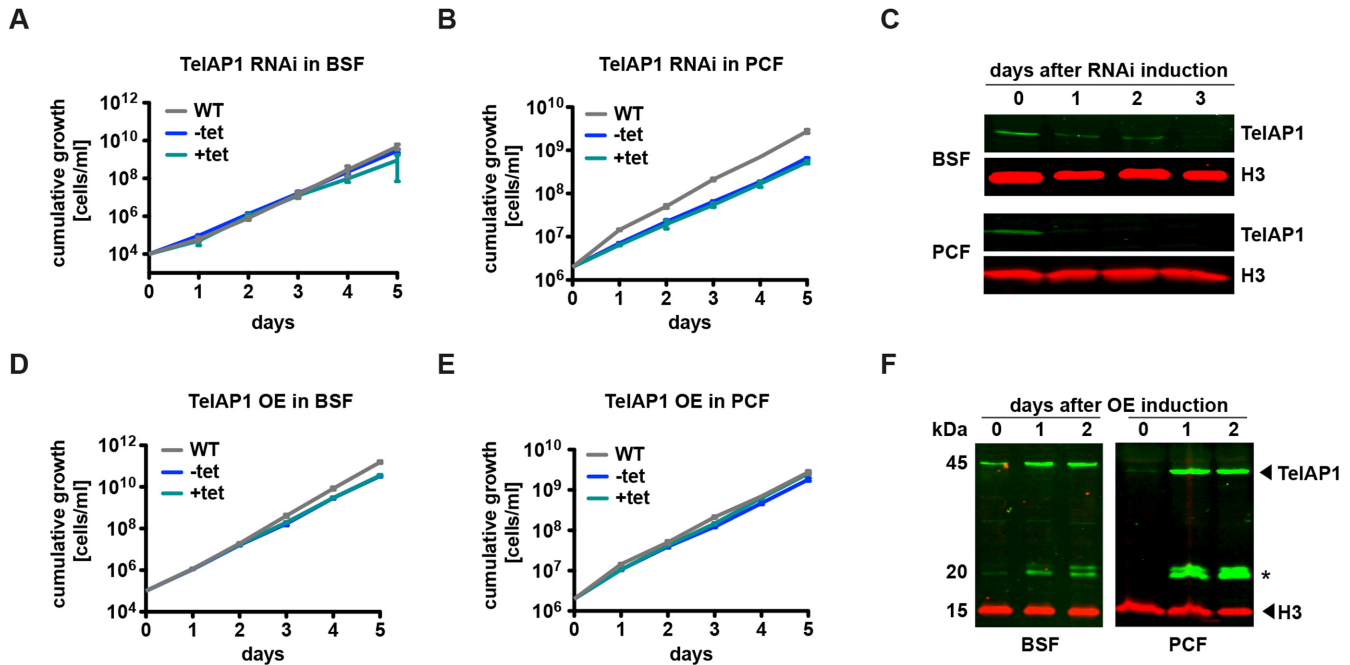 A
TelAP1 RNAi in BSF
cumulative growth
[cells/ml]
10^12
10^10
10^8
10^6
10^4
WT
-tet
+tet
0 1 2 3 4 5
days
B
TelAP1 RNAi in PCF
cumulative growth
[cells/ml]
10^10
10^9
10^8
10^7
10^6
WT
-tet
+tet
0 1 2 3 4 5
days
C
days after RNAi induction
0 1 2 3
BSF
TelAP1
H3
PCF
TelAP1
H3
D
TelAP1 OE in BSF
cumulative growth
[cells/ml]
10^12
10^10
10^8
10^6
10^4
WT
-tet
+tet
0 1 2 3 4 5
days
E
TelAP1 OE in PCF
cumulative growth
[cells/ml]
10^10
10^9
10^8
10^7
10^6
WT
-tet
+tet
0 1 2 3 4 5
days
F
days after OE induction
kDa 0 1 2 0 1 2
45 TelAP1
20 *
15 H3
BSF PCF